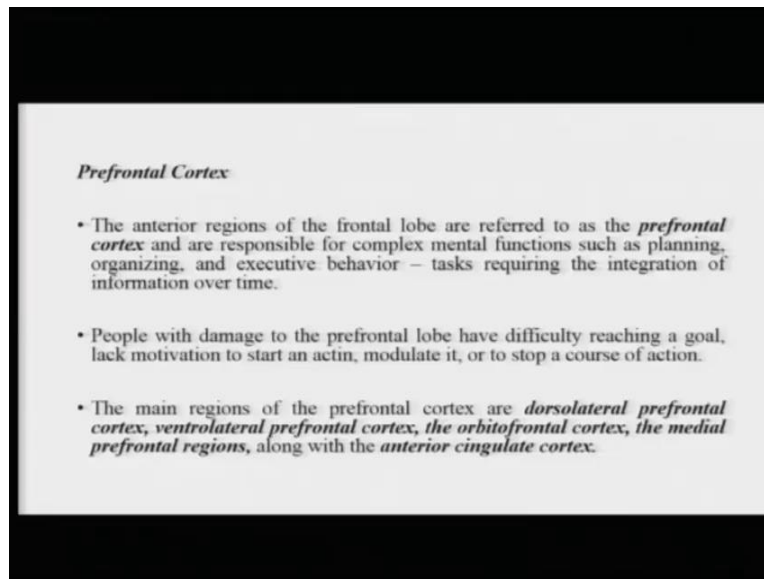 Prefrontal Cortex
• The anterior regions of the frontal lobe are referred to as the prefrontal
cortex and are responsible for complex mental functions such as planning,
organizing, and executive behavior – tasks requiring the integration of
information over time.
• People with damage to the prefrontal lobe have difficulty reaching a goal,
lack motivation to start an actin, modulate it, or to stop a course of action.
• The main regions of the prefrontal cortex are dorsolateral prefrontal
cortex, ventrolateral prefrontal cortex, the orbitofrontal cortex, the medial
prefrontal regions, along with the anterior cingulate cortex.